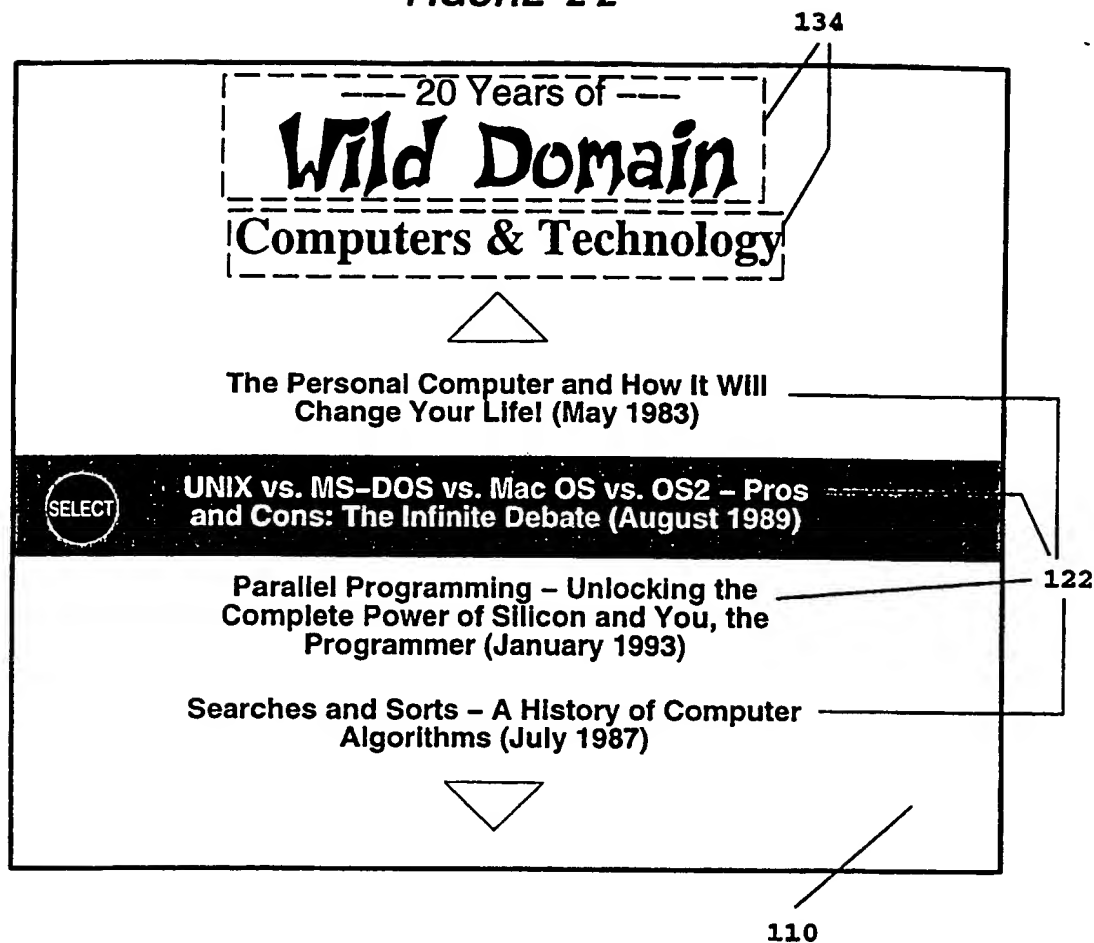 134
--- 20 Years of ---
Wild Domain
Computers & Technology
The Personal Computer and How It Will
Change Your Life! (May 1983)
SELECT
UNIX vs. MS-DOS vs. Mac OS vs. OS2 – Pros
and Cons: The Infinite Debate (August 1989)
122
Parallel Programming – Unlocking the
Complete Power of Silicon and You, the
Programmer (January 1993)
Searches and Sorts – A History of Computer
Algorithms (July 1987)
110